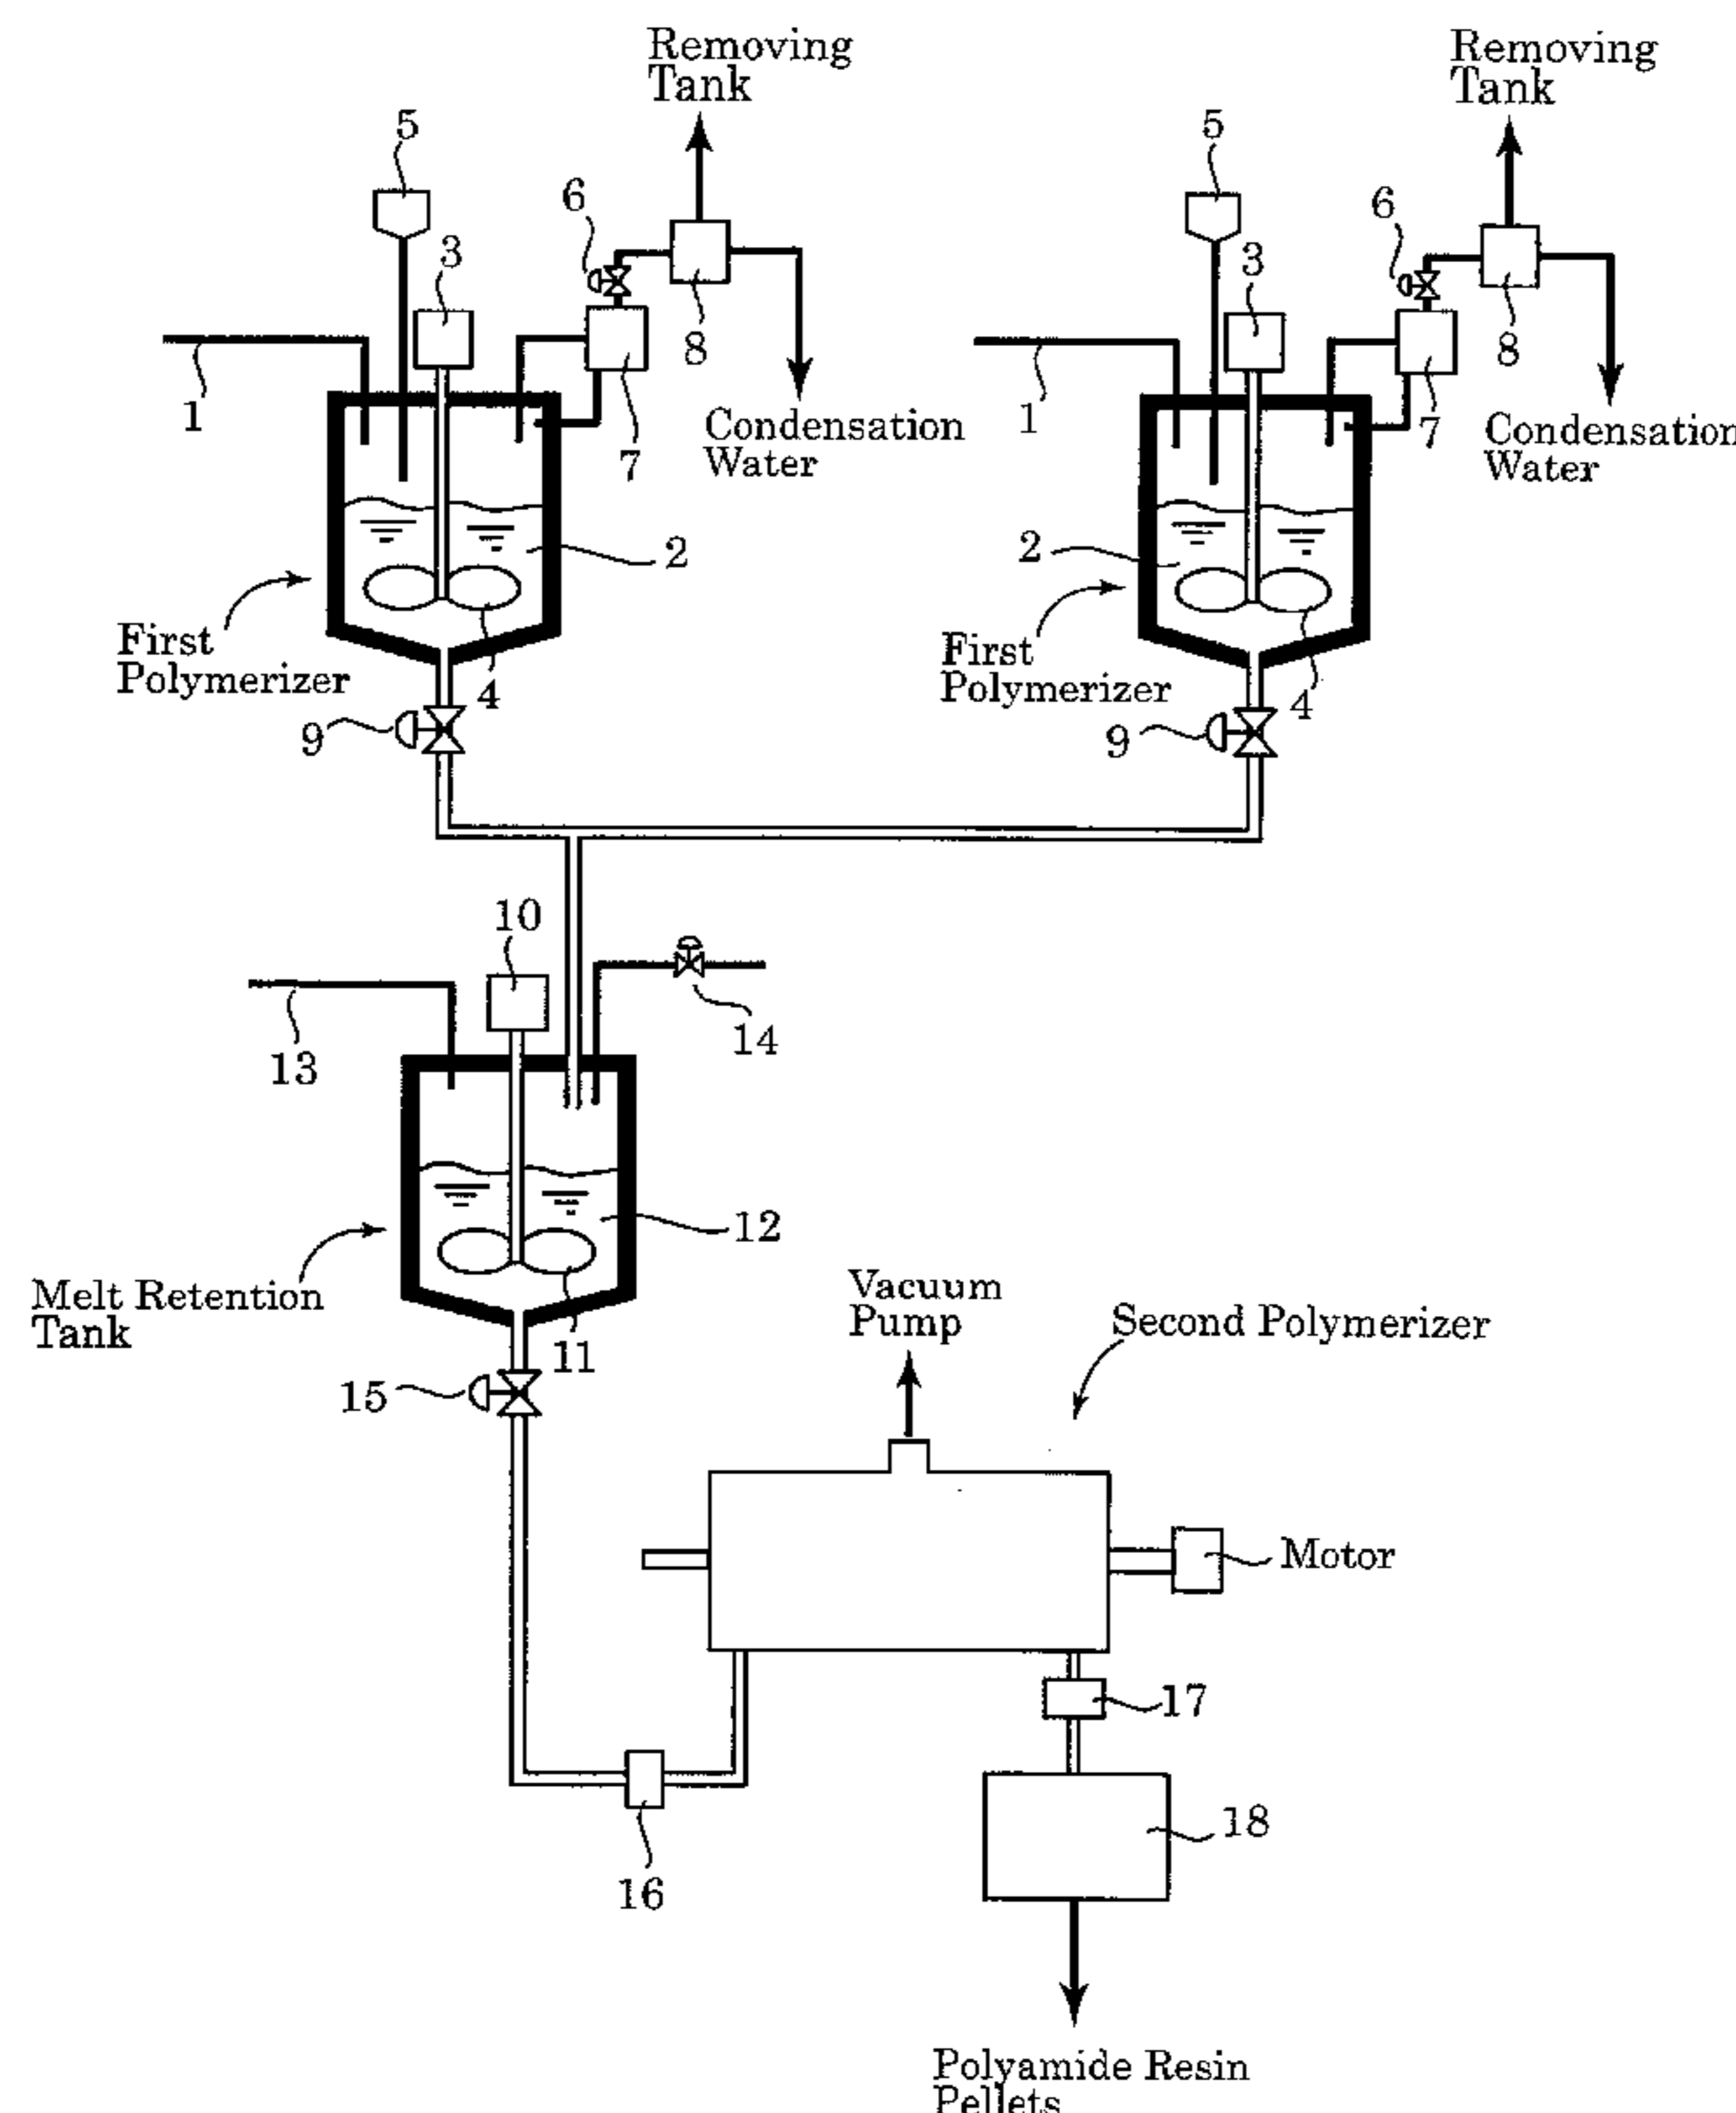 Removing
Tank
Removing
Tank
5
5
6
6
3
3
8
8
1
1
7
7
Condensation
Water
Condensation
Water
2
2
First
Polymerizer
First
Polymerizer
4
4
9
9
10
13
14
12
Melt Retention
Tank
11
15
Vacuum
Pump
Second Polymerizer
Motor
17
18
16
Polyamide Resin
Pellets